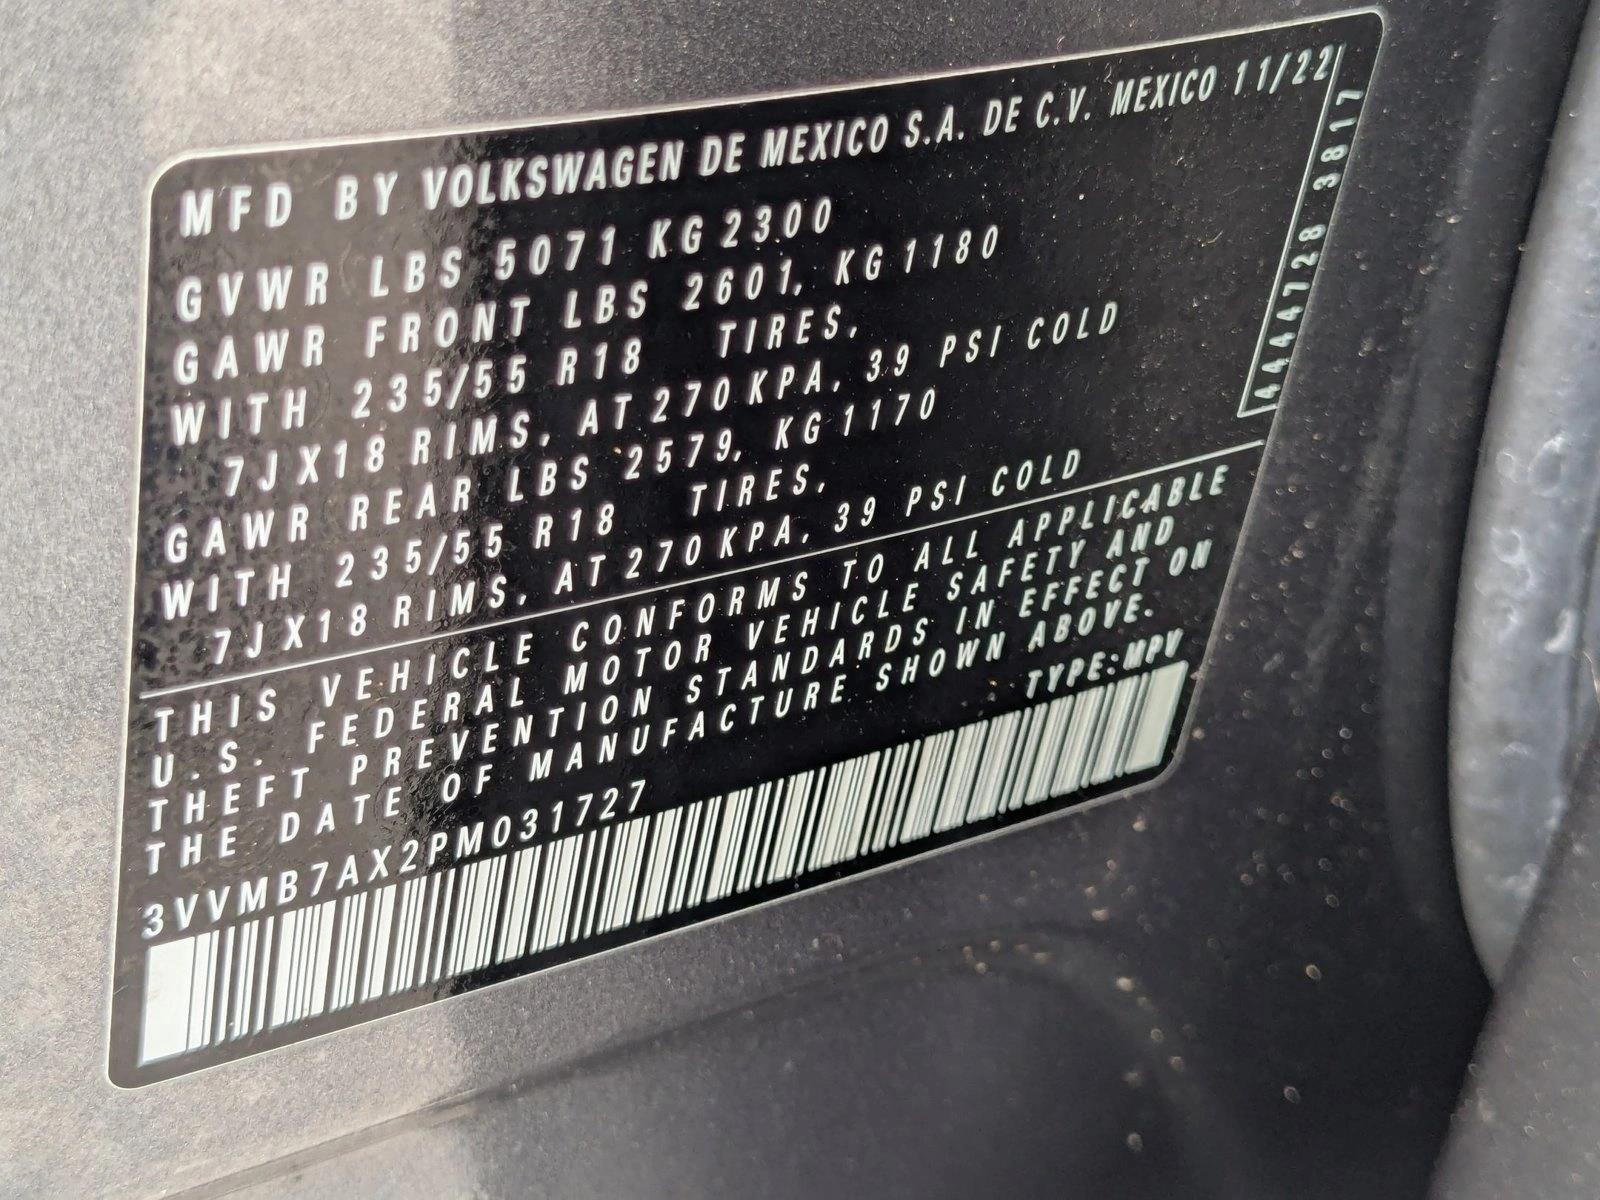 MFD BY VOLKSWAGEN DE MEXICO S.A. DE C.V. MEXICO 11/22
GVWR LBS 5071 KG 2300
GAWR FRONT LBS 2601, KG 1180
WITH 235/55 R18 TIRES,
7JX18 RIMS, AT 270 KPA, 39 PSI COLD
GAWR REAR LBS 2579, KG 1170
WITH 235/55 R18 TIRES,
7JX18 RIMS, AT 270 KPA, 39 PSI COLD
4444728 3817
THIS VEHICLE CONFORMS TO ALL APPLICABLE
U.S. FEDERAL MOTOR VEHICLE SAFETY AND
THEFT PREVENTION STANDARDS IN EFFECT ON
THE DATE OF MANUFACTURE SHOWN ABOVE.
3VVMB7AX2PM031727 TYPE:MPV